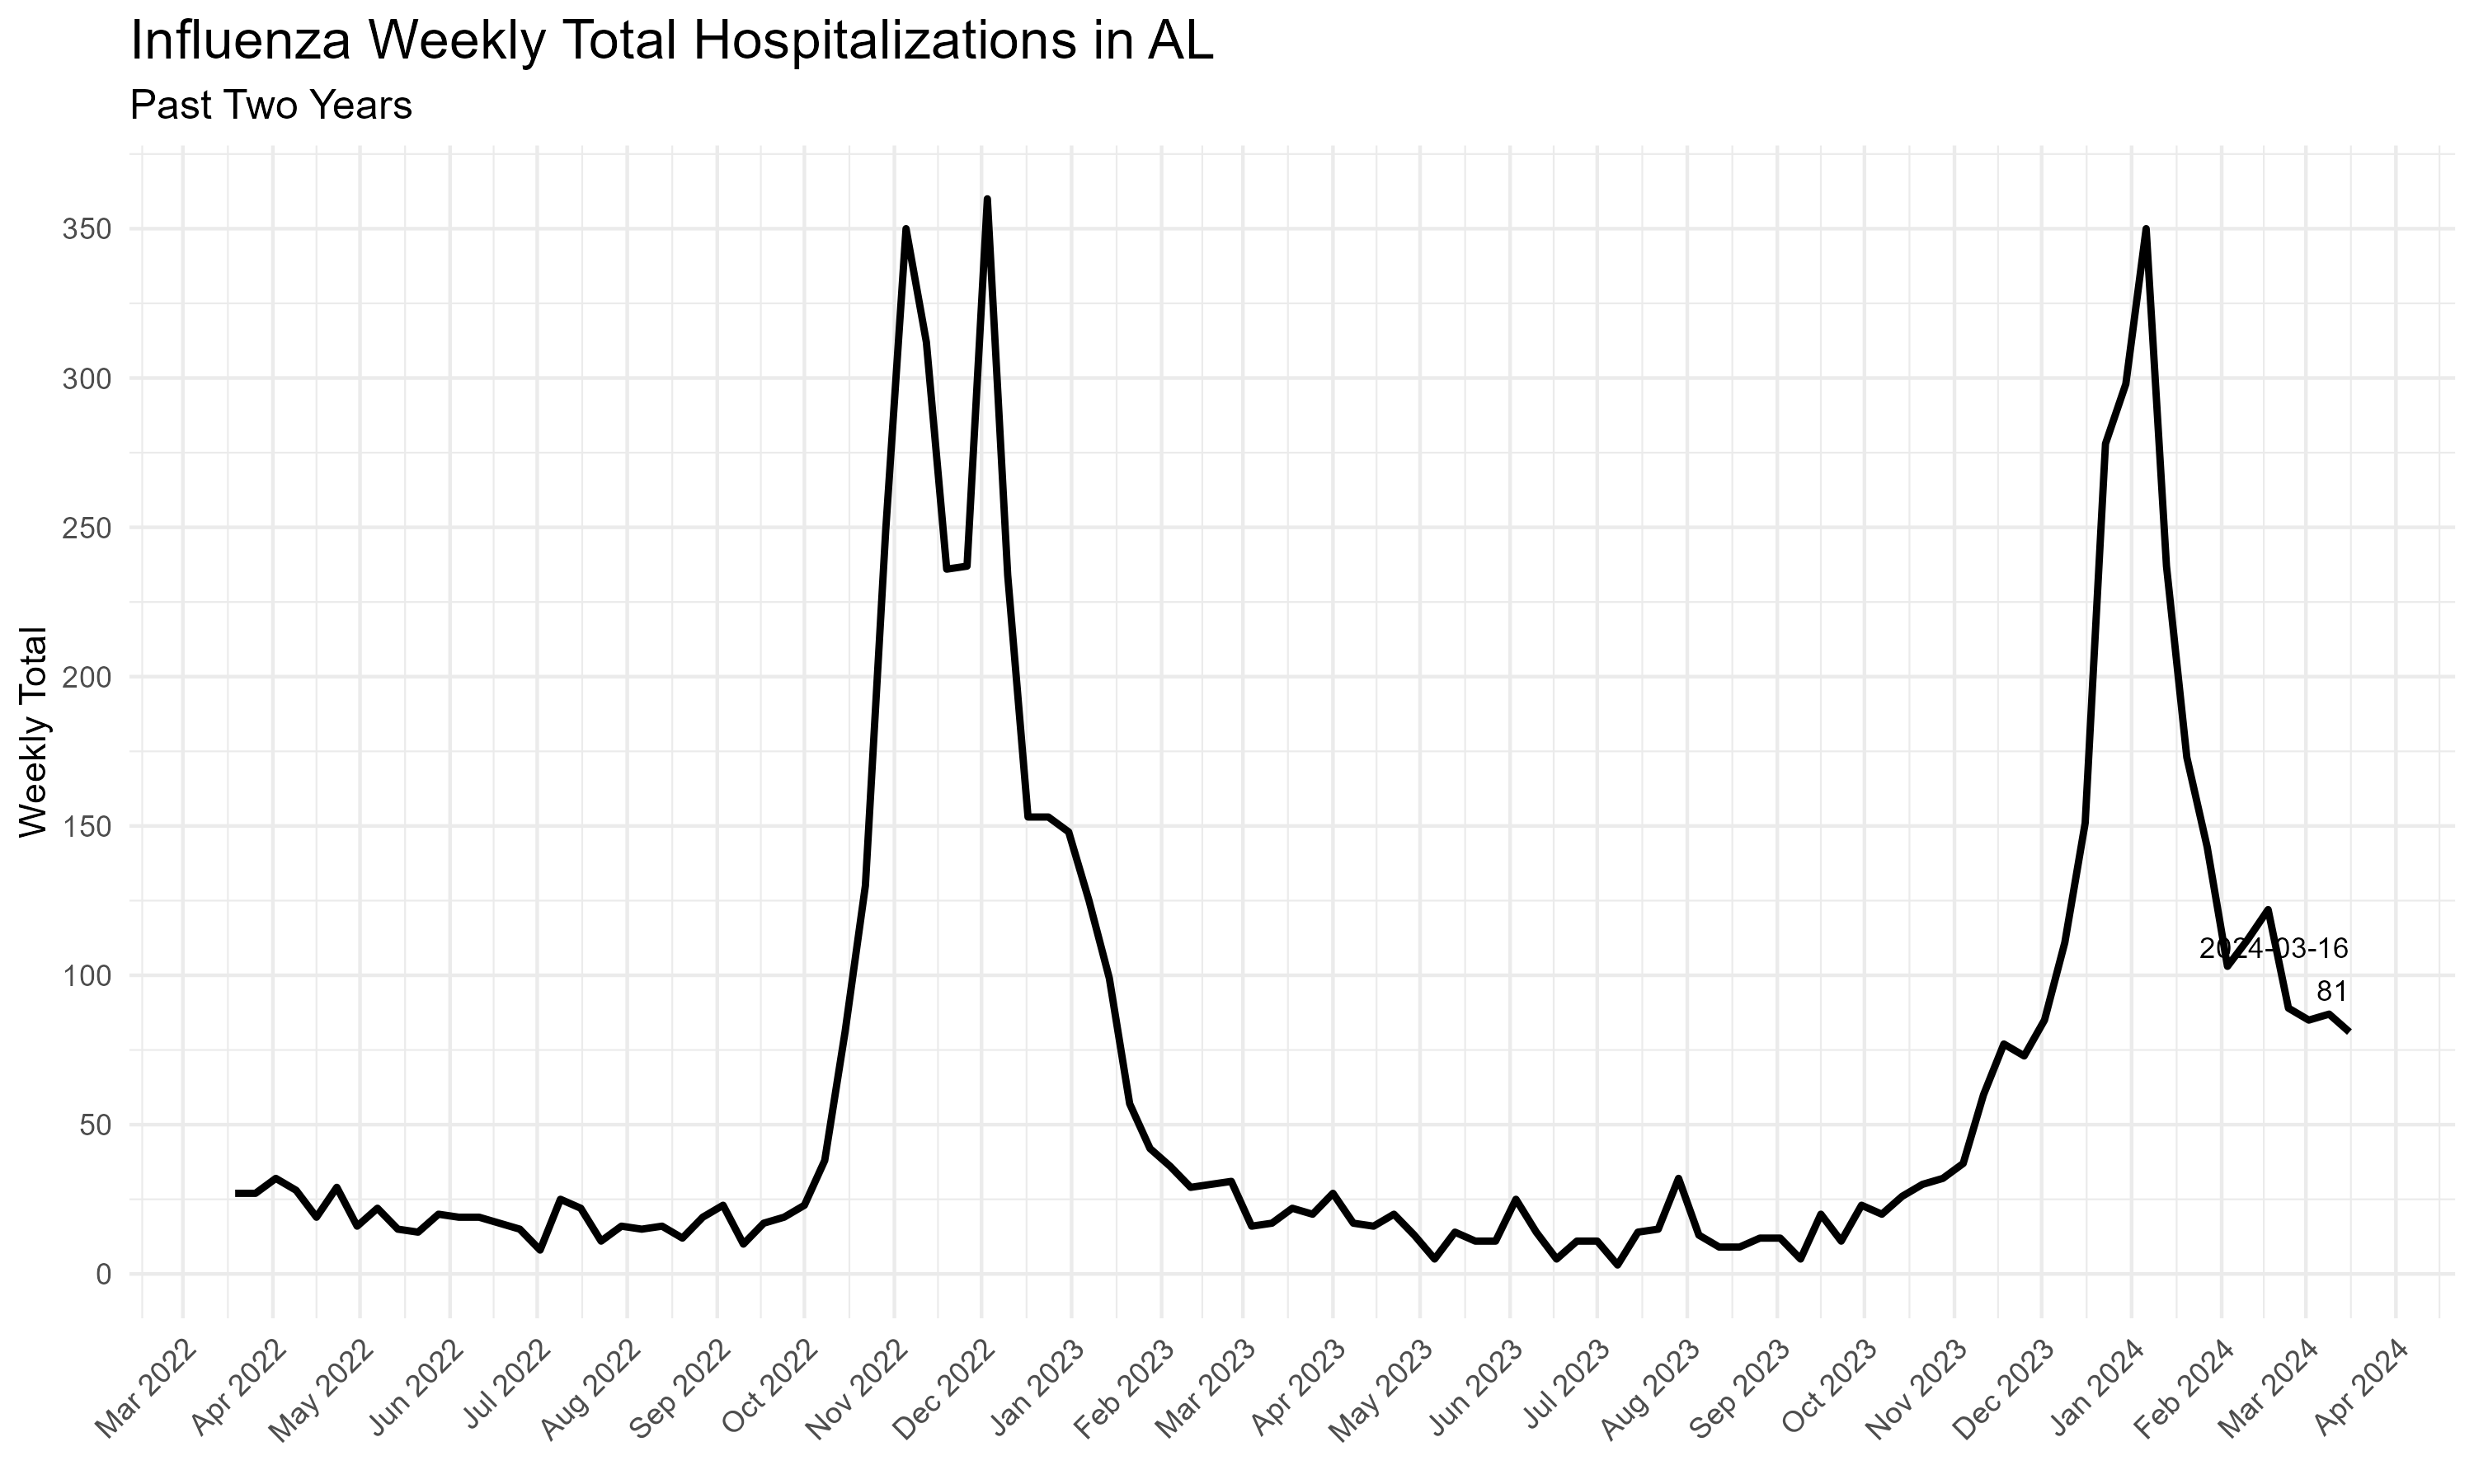 Influenza Weekly Total Hospitalizations in AL
Past Two Years
Weekly Total
350
300
250
200
150
100
50
0
2024-03-16
81
Mar 2022
Apr 2022
May 2022
Jun 2022
Jul 2022
Aug 2022
Sep 2022
Oct 2022
Nov 2022
Dec 2022
Jan 2023
Feb 2023
Mar 2023
Apr 2023
May 2023
Jun 2023
Jul 2023
Aug 2023
Sep 2023
Oct 2023
Nov 2023
Dec 2023
Jan 2024
Feb 2024
Mar 2024
Apr 2024